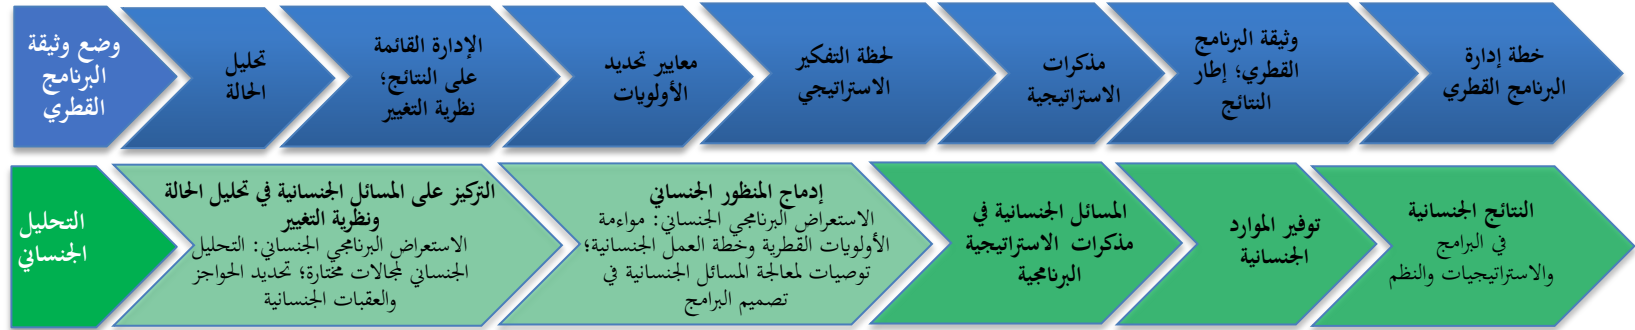 وضع وثيقة
البرنامج
القطري
تحليل
الحالة
الإدارة القائمة
على النتائج؛
نظرية التغيير
معايير تحديد
الأولويات
لحظة التفكير
الاستراتيجي
مذكرات
الاستراتيجية
وثيقة البرنامج
القطري؛ إطار
النتائج
خطة إدارة
البرنامج القطري
التحليل
الجنساني
التركيز على المسائل الجنسانية في تحليل الحالة
ونظرية التغيير
الاستعراض البرنامجي الجنساني: التحليل
الجنساني لمجالات مختارة؛ تحديد الحواجز
والعقبات الجنسانية
إدماج المنظور الجنساني
الاستعراض البرنامجي الجنساني: مواءمة
الأولويات القطرية وخطة العمل الجنسانية؛
توصيات لمعالجة المسائل الجنسانية في
تصميم البرامج
المسائل الجنسانية في
مذكرات الاستراتيجية
البرنامجية
توفير الموارد
الجنسانية
النتائج الجنسانية
في البرامج
والاستراتيجيات والنظم